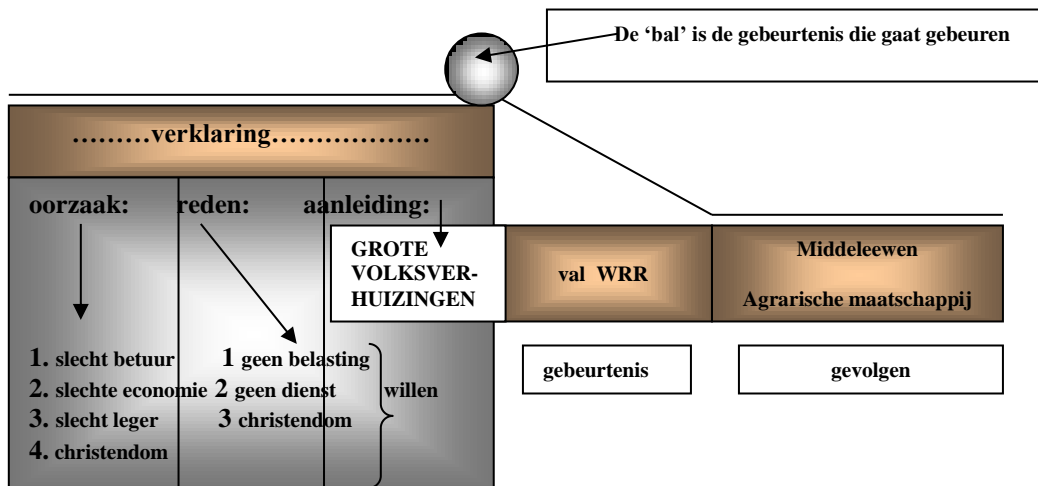 De ‘bal’ is de gebeurtenis die gaat gebeuren
………verklaring………………
oorzaak: reden: aanleiding:
GROTE
VOLKSVER-
HUIZINGEN
val WRR
Middeleewen
Agrarische maatschappij
1. slecht betuur 1 geen belasting
2. slechte economie 2 geen dienst willen
3. slecht leger 3 christendom
4. christendom
gebeurtenis
gevolgen